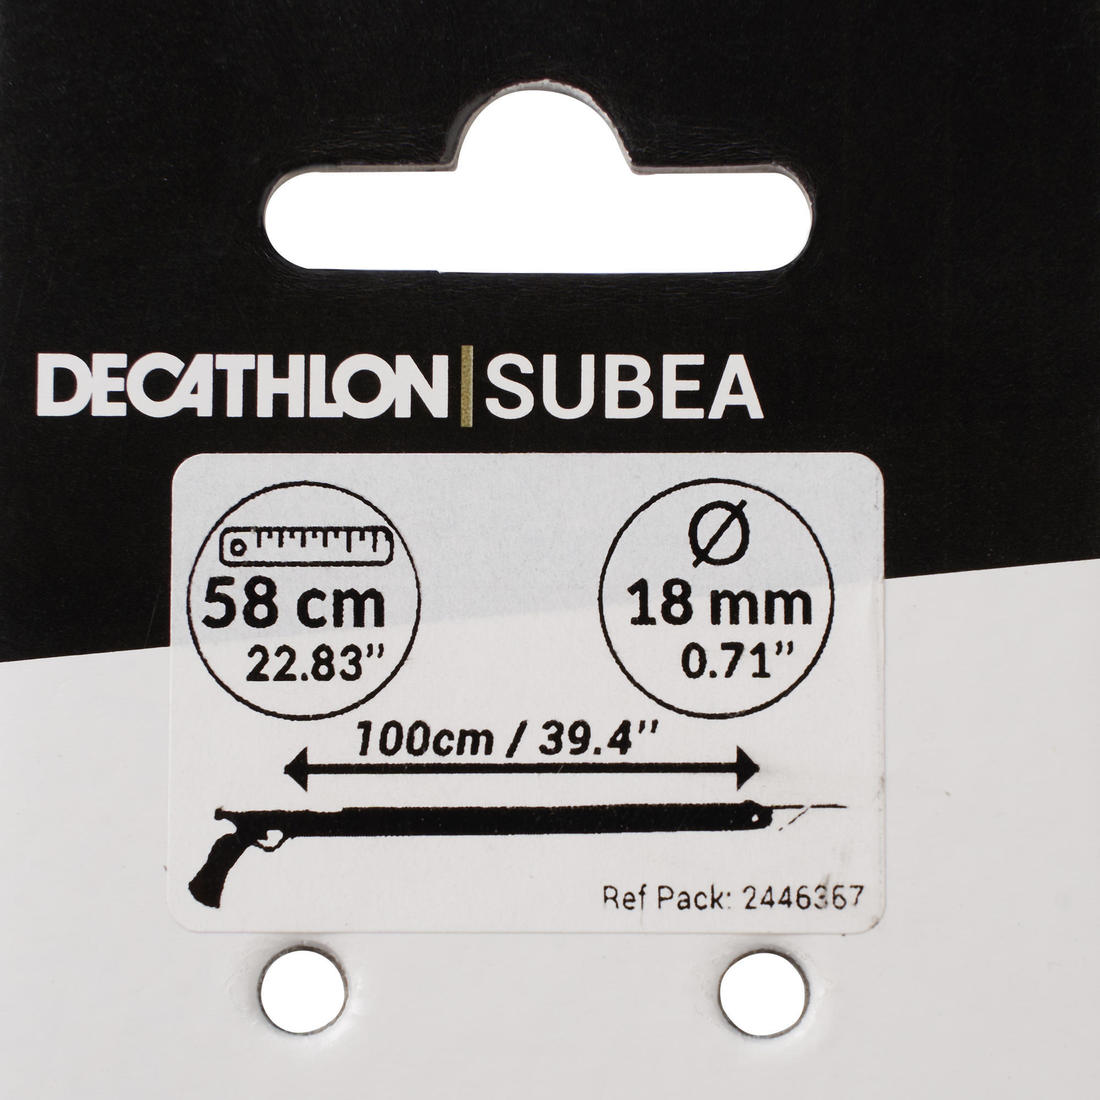 DECATHLON | SUBEA
58 cm
22.83"
Ø
18 mm
0.71"
100cm / 39.4"
Ref Pack: 2446367